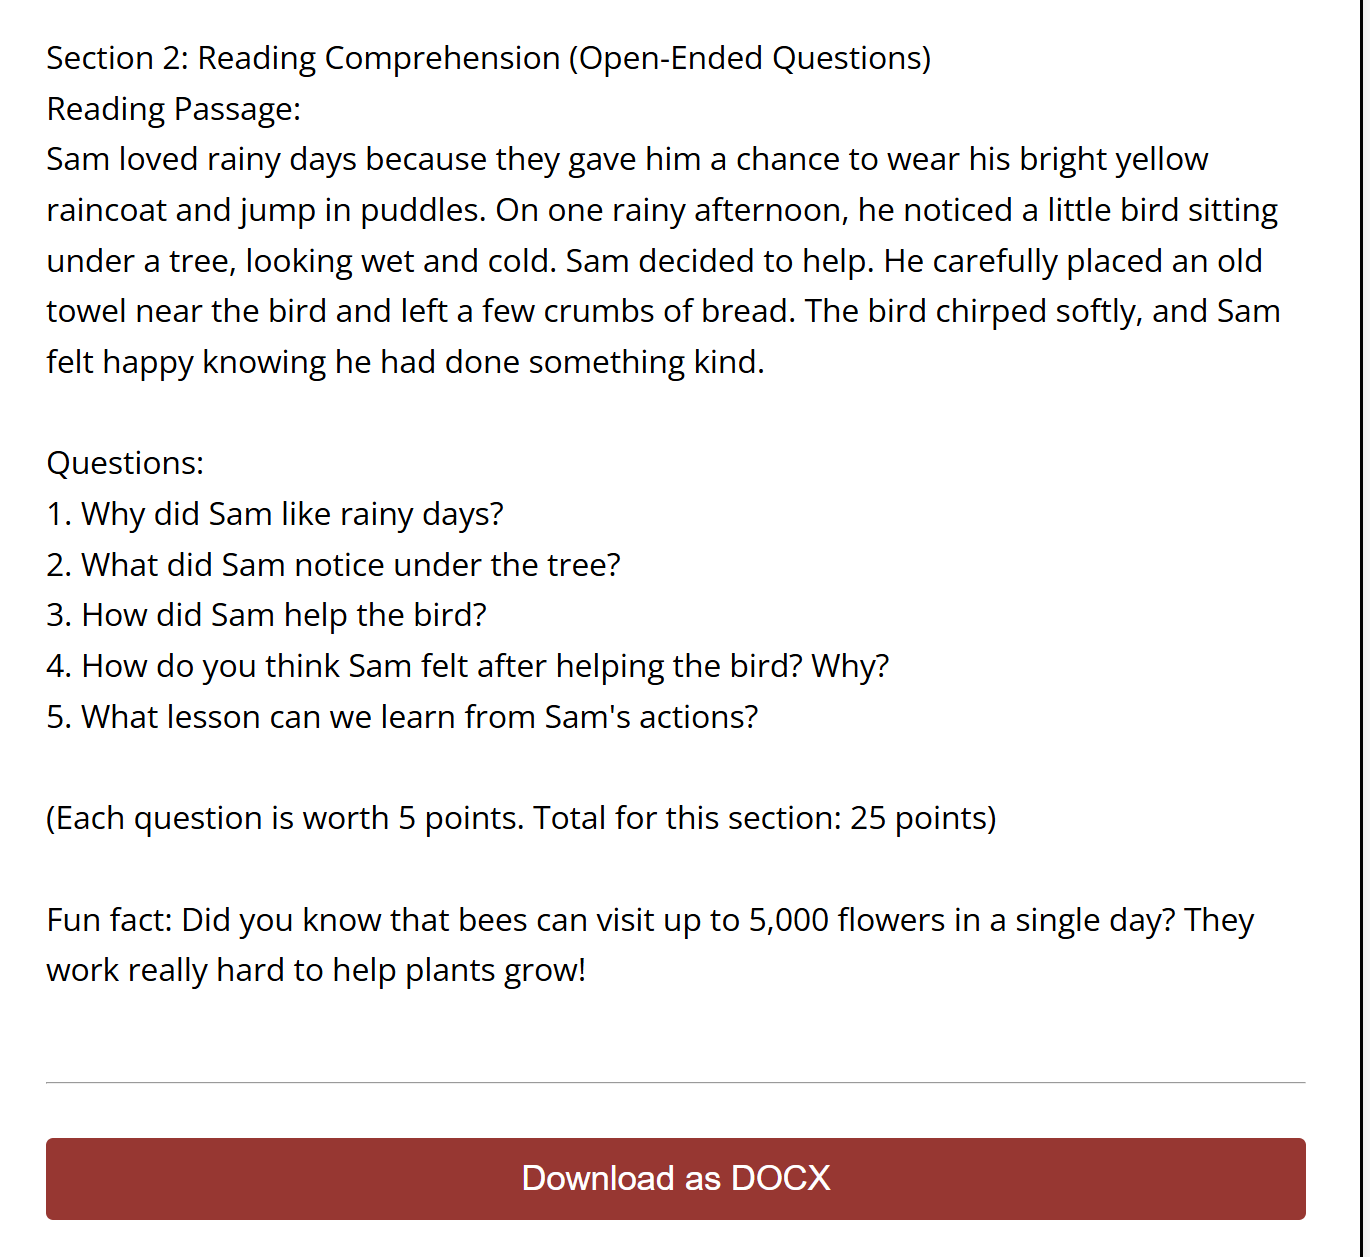 Section 2: Reading Comprehension (Open-Ended Questions)
Reading Passage:
Sam loved rainy days because they gave him a chance to wear his bright yellow
raincoat and jump in puddles. On one rainy afternoon, he noticed a little bird sitting
under a tree, looking wet and cold. Sam decided to help. He carefully placed an old
towel near the bird and left a few crumbs of bread. The bird chirped softly, and Sam
felt happy knowing he had done something kind.
Questions:
1. Why did Sam like rainy days?
2. What did Sam notice under the tree?
3. How did Sam help the bird?
4. How do you think Sam felt after helping the bird? Why?
5. What lesson can we learn from Sam's actions?
(Each question is worth 5 points. Total for this section: 25 points)
Fun fact: Did you know that bees can visit up to 5,000 flowers in a single day? They
work really hard to help plants grow!
Download as DOCX